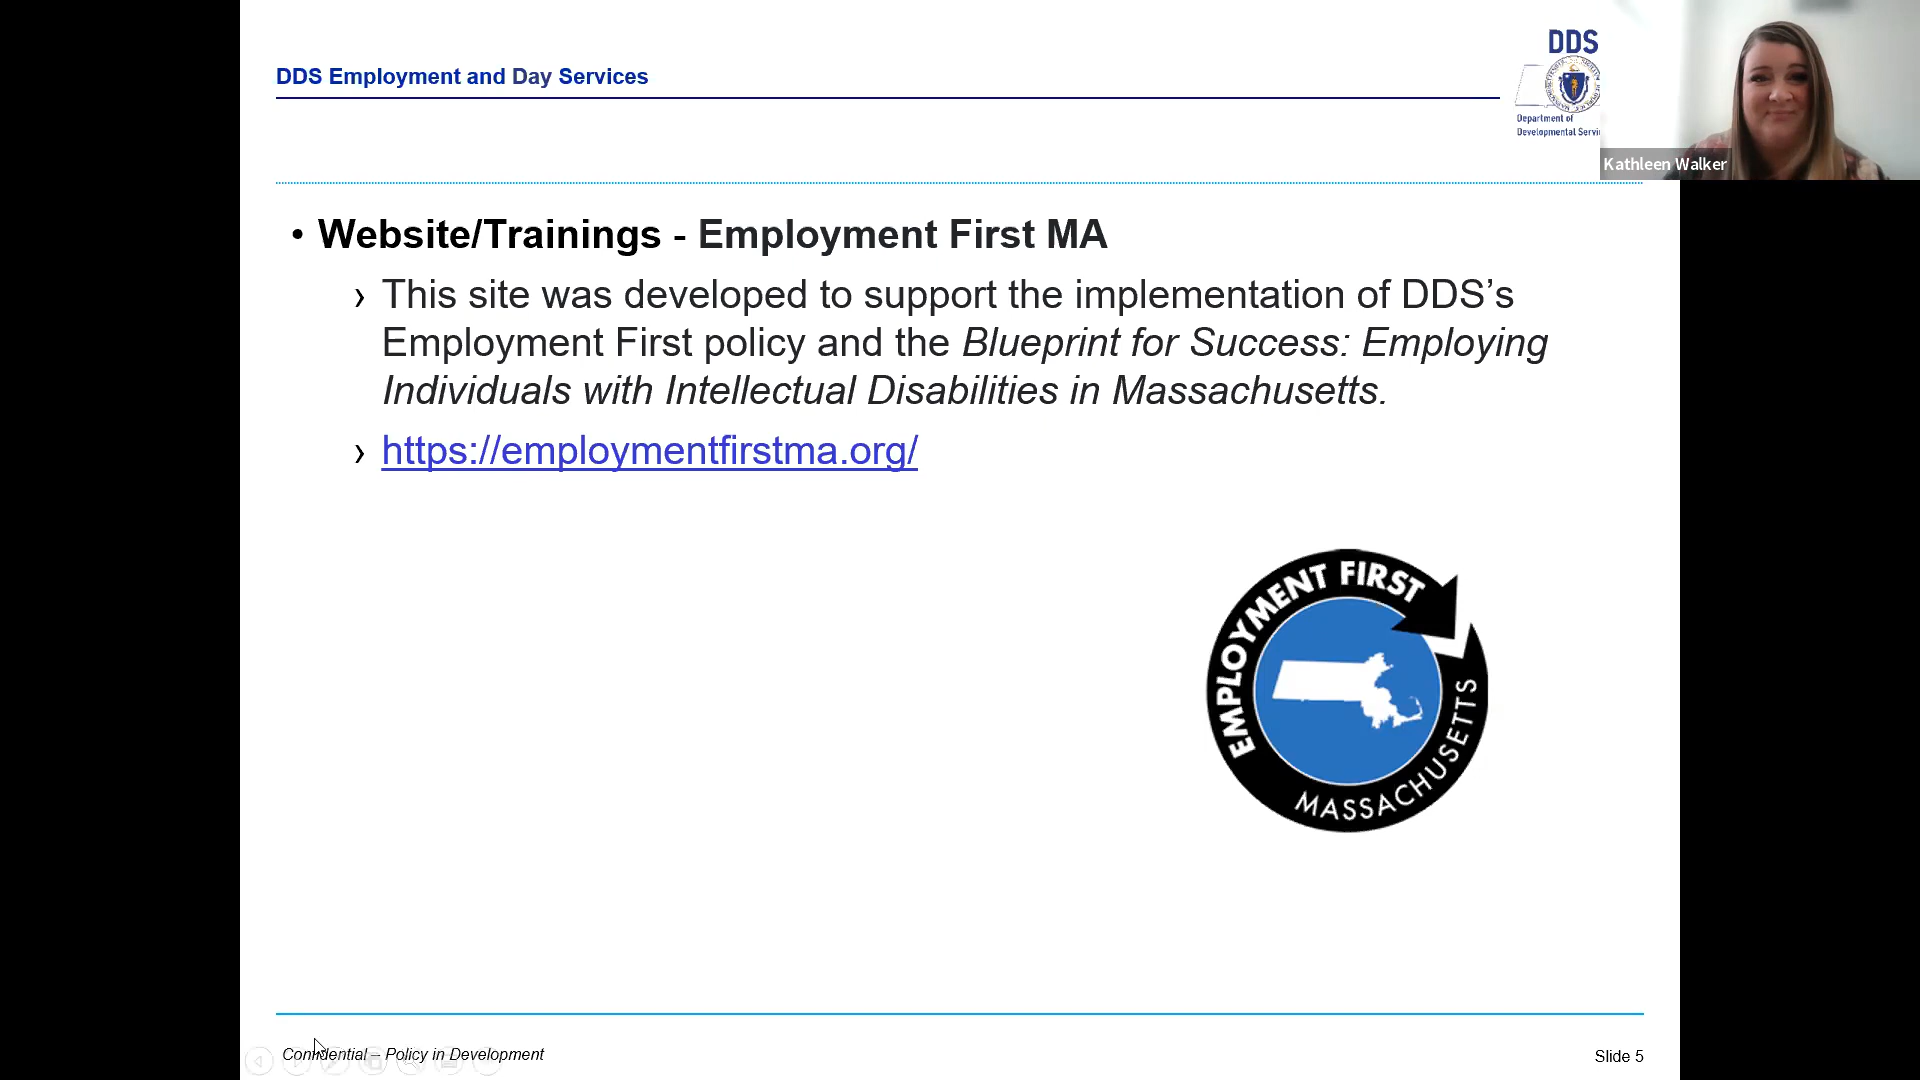 DDS Employment and Day Services
DDS
Department of
Developmental Servi
Kathleen Walker
• Website/Trainings - Employment First MA
› This site was developed to support the implementation of DDS’s
Employment First policy and the Blueprint for Success: Employing
Individuals with Intellectual Disabilities in Massachusetts.
› https://employmentfirstma.org/
EMPLOYMENT FIRST
MASSACHUSETTS
Confidential – Policy in Development
Slide 5